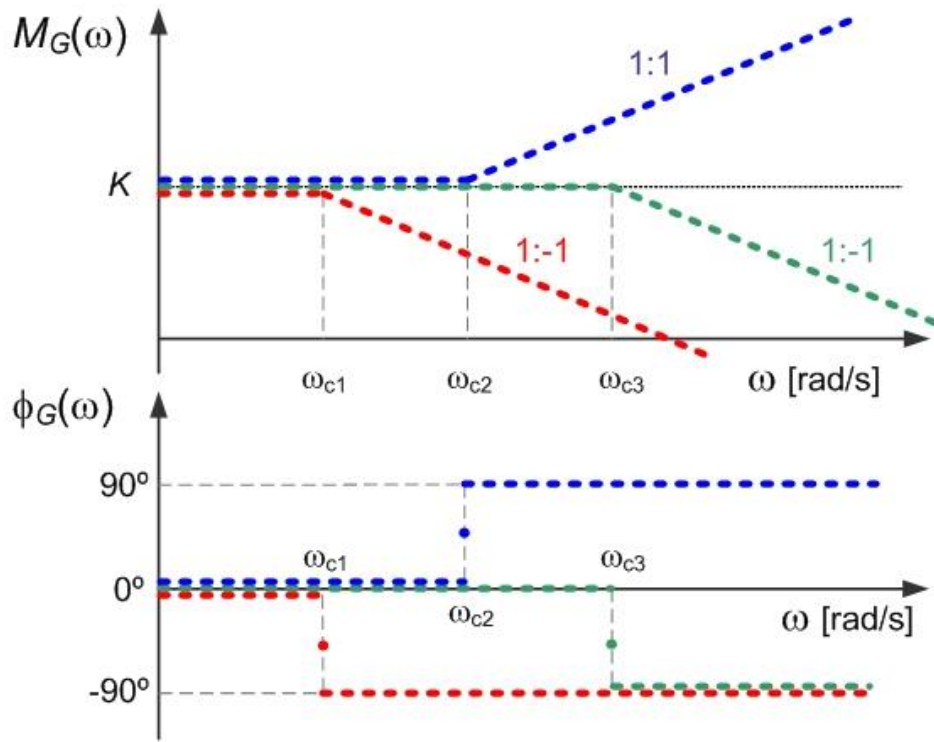 M_G(ω)
1:1
K
1:-1
1:-1
ω_c1
ω_c2
ω_c3
ω [rad/s]
ϕ_G(ω)
90º
ω_c1
ω_c3
0º
ω_c2
ω [rad/s]
-90º